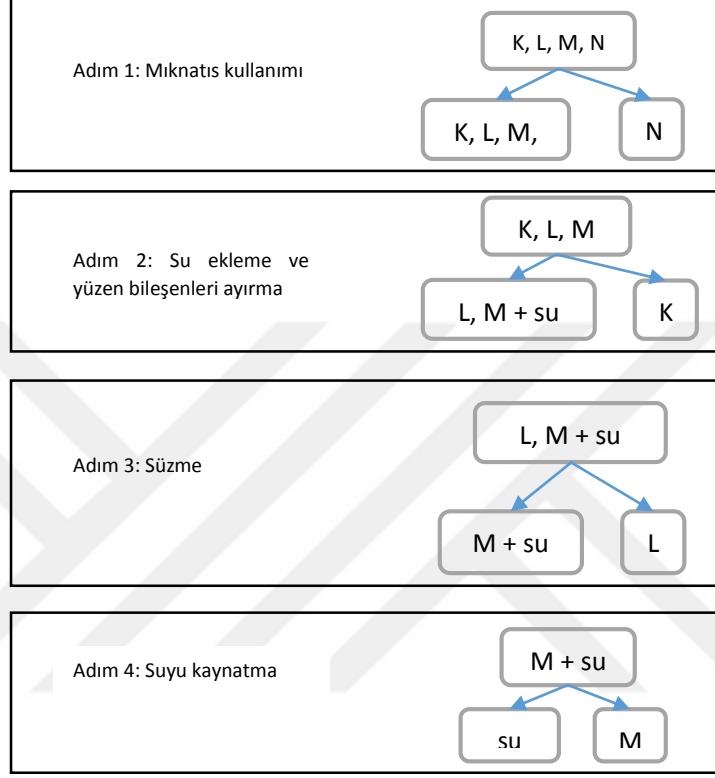 K, L, M, N
Adım 1: Mıknatıs kullanımı
K, L, M,
N
K, L, M
Adım 2: Su ekleme ve
yüzen bileşenleri ayırma
L, M + su
K
L, M + su
Adım 3: Süzme
M + su
L
M + su
Adım 4: Suyu kaynatma
su
M